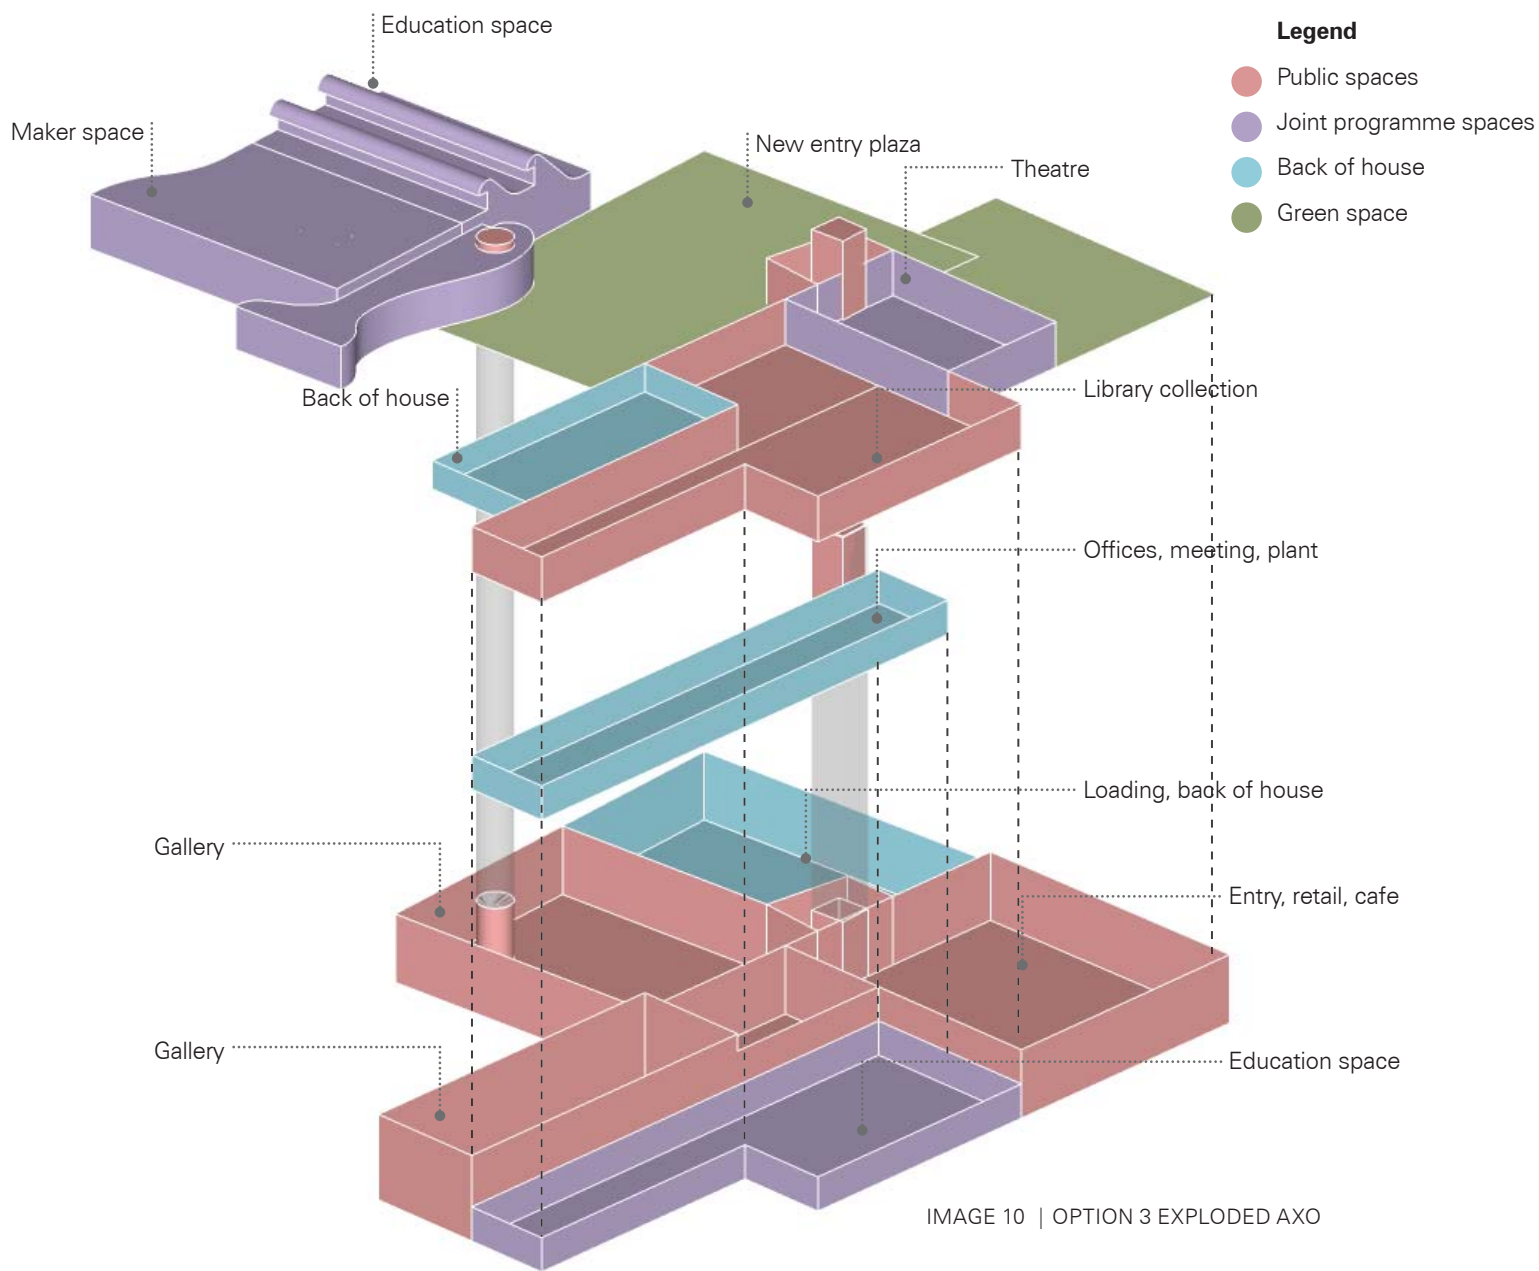 Education space
Legend
Public spaces
Joint programme spaces
Back of house
Green space
Maker space
New entry plaza
Theatre
Back of house
Library collection
Offices, meeting, plant
Loading, back of house
Gallery
Entry, retail, cafe
Gallery
Education space
IMAGE 10 | OPTION 3 EXPLODED AXO